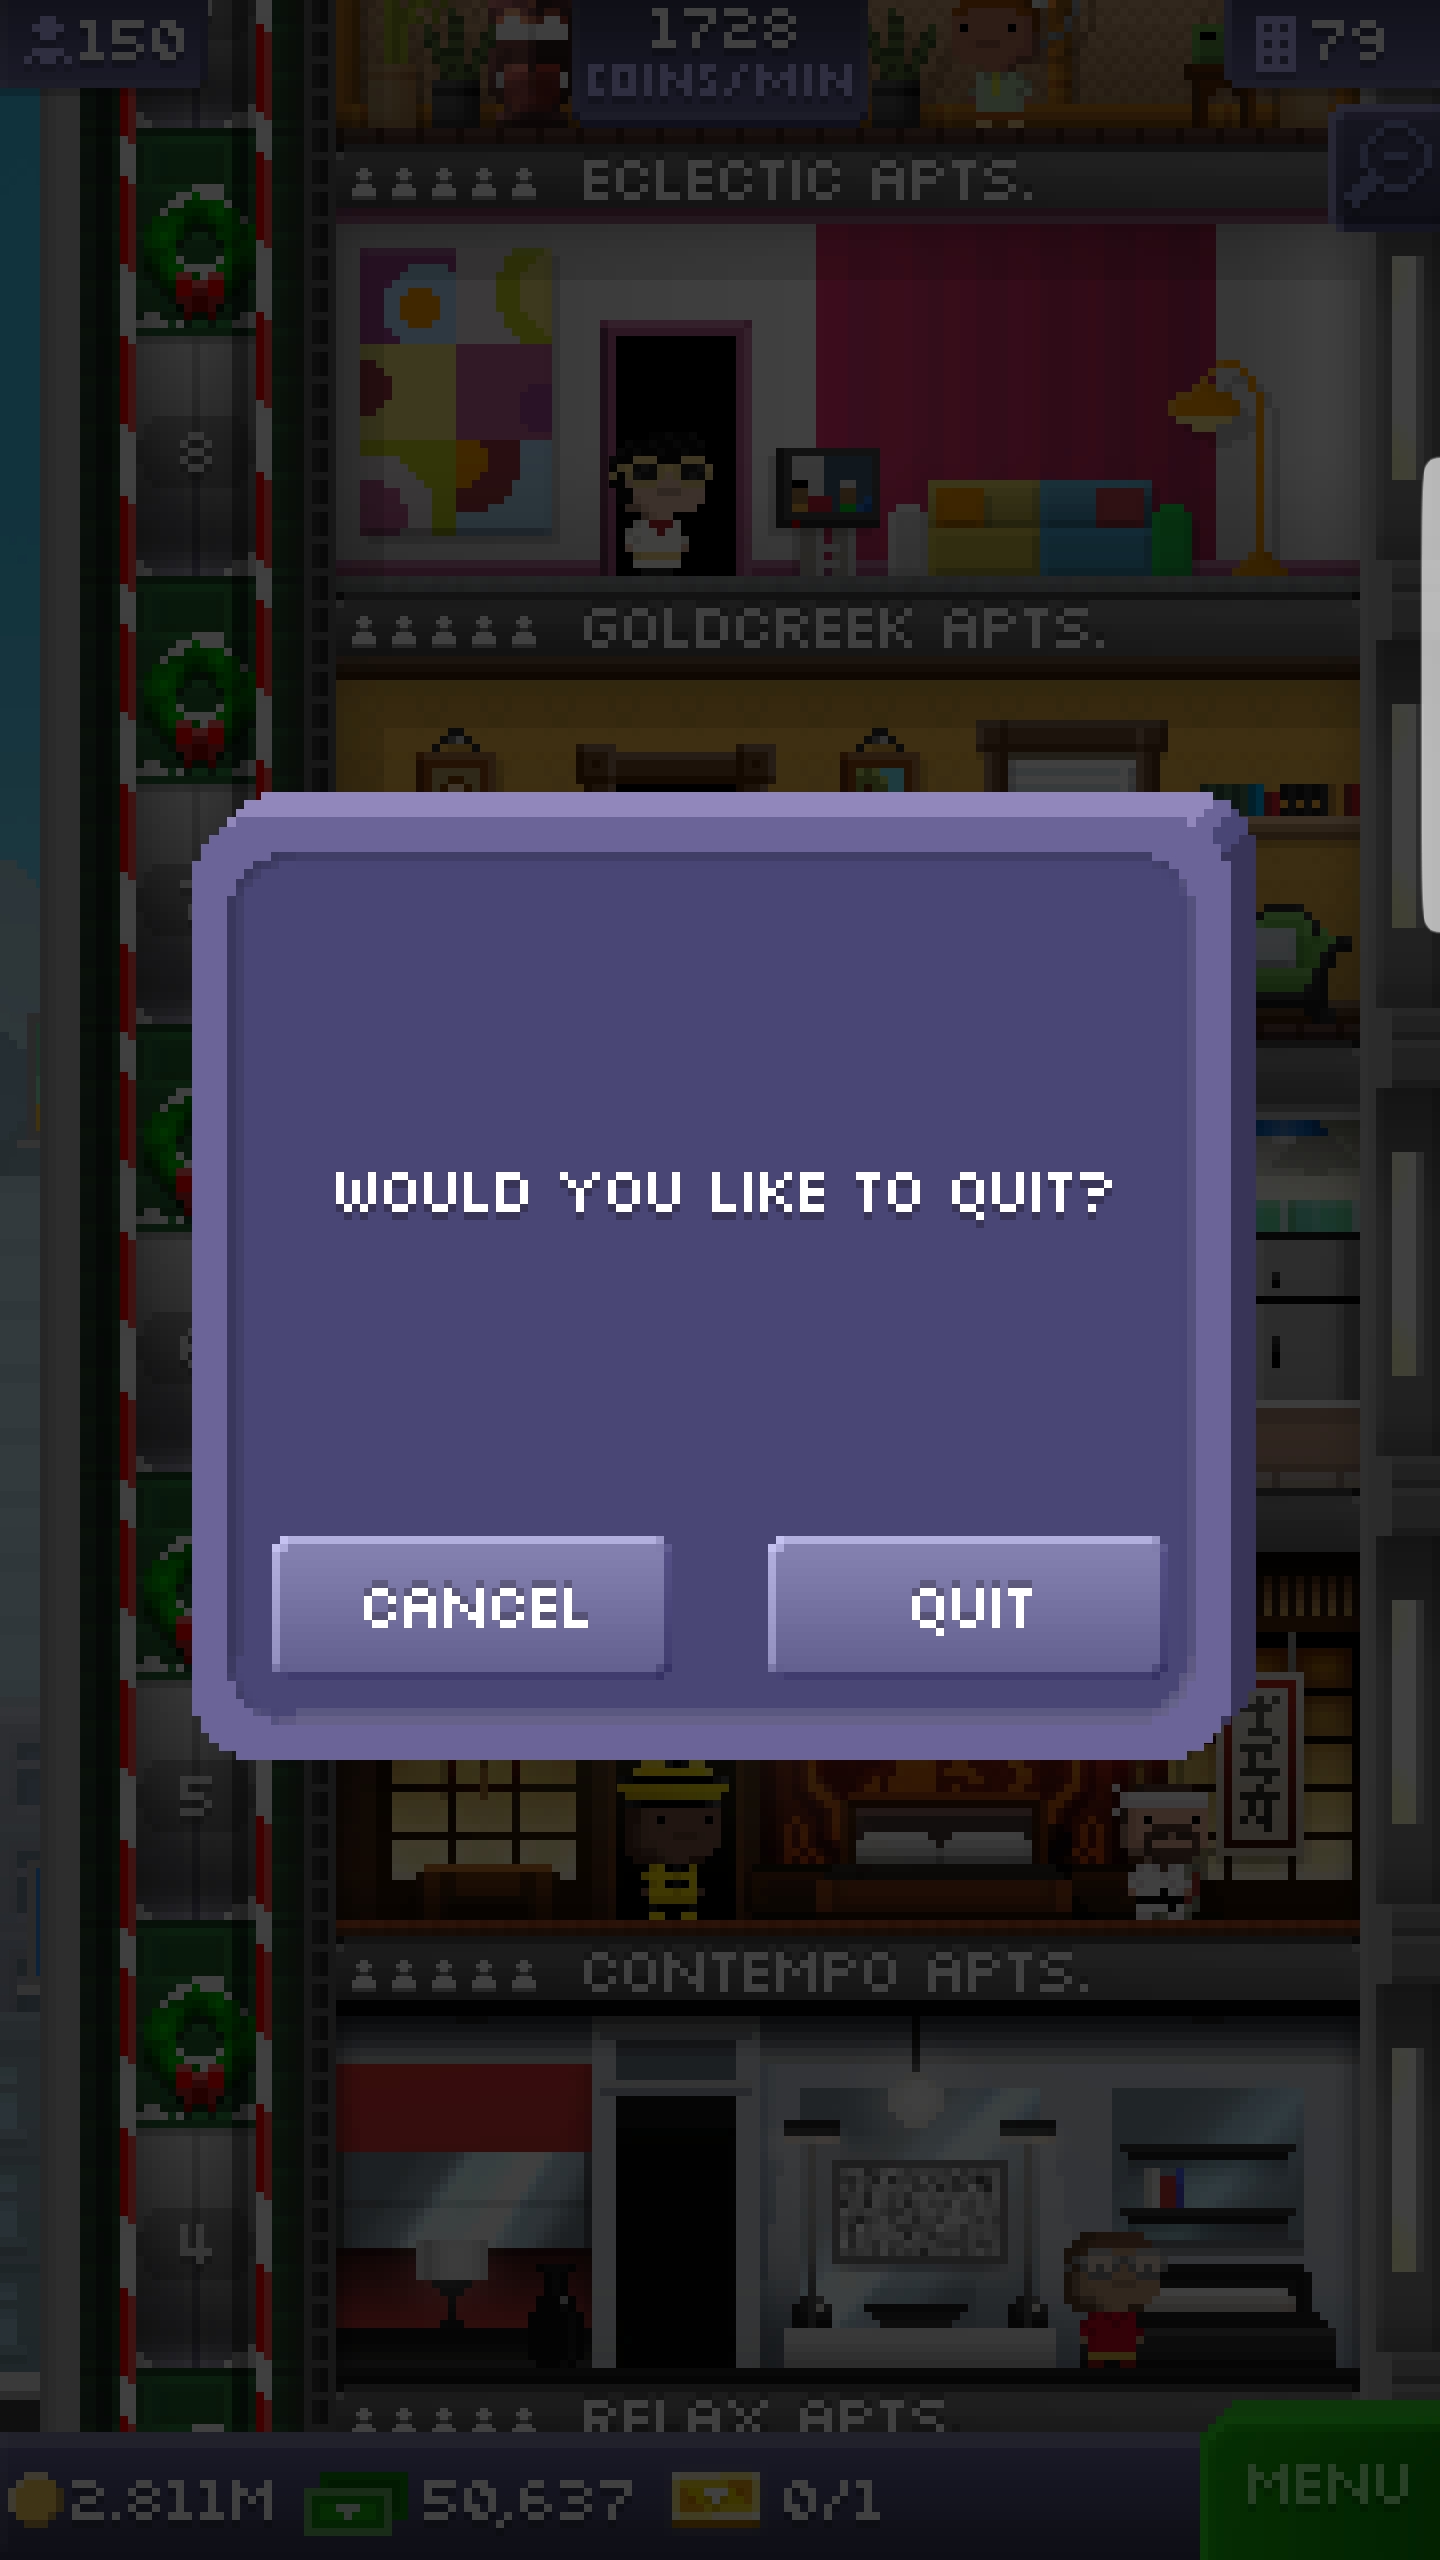 150
1728
COINS/MIN
79
ECLECTIC APTS.
8
GOLDCREEK APTS.
WOULD YOU LIKE TO QUIT?
CANCEL
QUIT
5
CONTEMPO APTS.
4
RELAX APTS.
2.811M
50,637
0/1
MENU